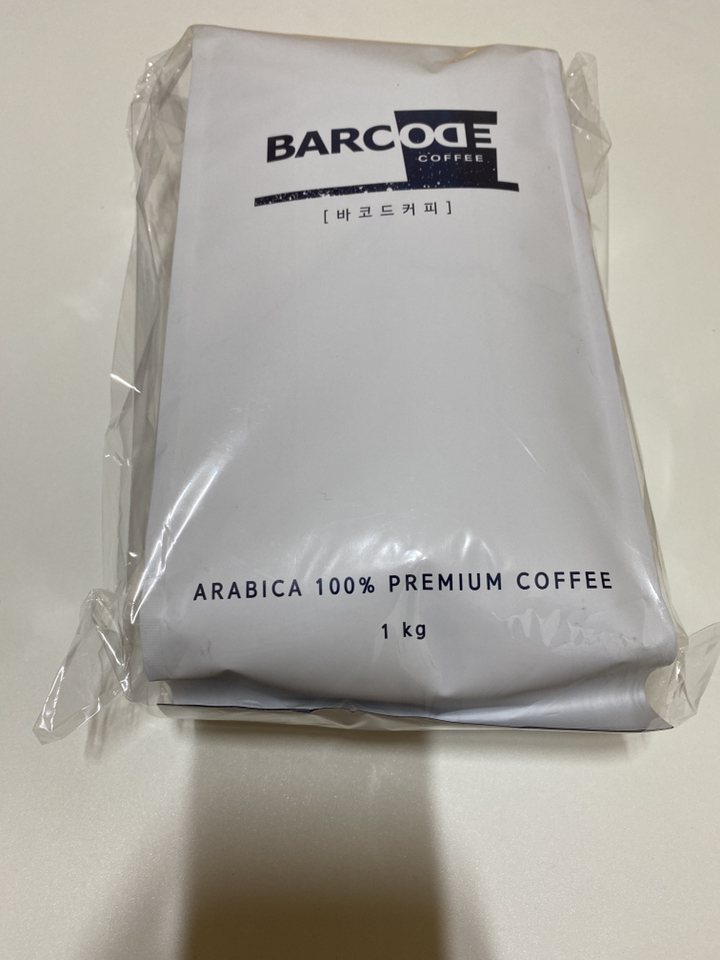 BARCODE
COFFEE
[바코드커피]
ARABICA 100% PREMIUM COFFEE
1 kg